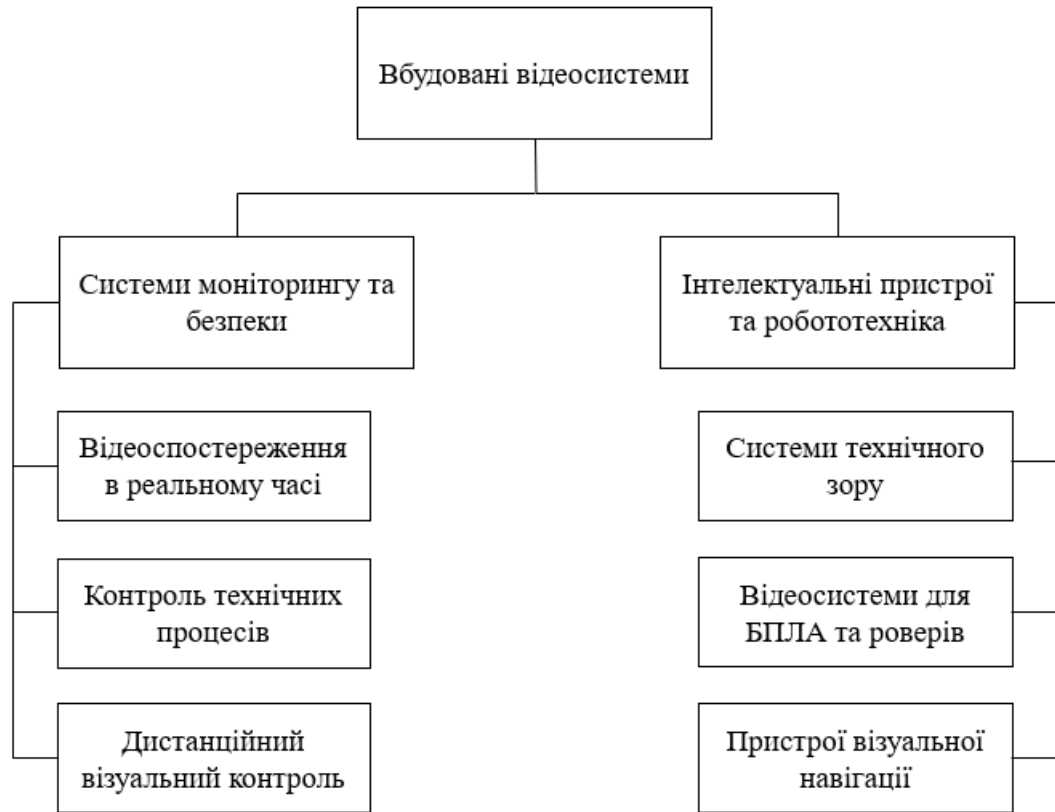 Вбудовані відеосистеми
Системи моніторингу та
безпеки
Інтелектуальні пристрої
та робототехніка
Відеоспостереження
в реальному часі
Системи технічного
зору
Контроль технічних
процесів
Відеосистеми для
БПЛА та роверів
Дистанційний
візуальний контроль
Пристрої візуальної
навігації